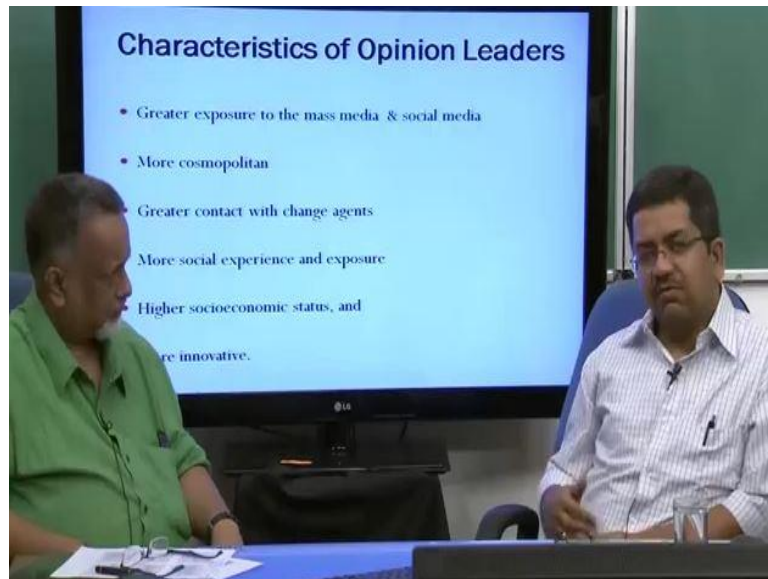 Characteristics of Opinion Leaders
• Greater exposure to the mass media & social media
• More cosmopolitan
• Greater contact with change agents
More social experience and exposure
• Higher socioeconomic status, and
re innovative.
LG